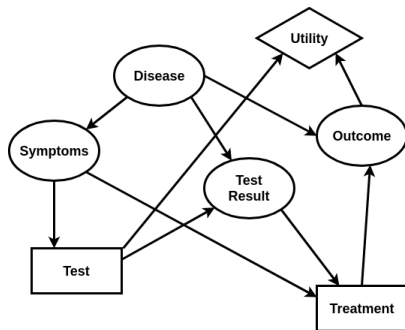 Utility
Disease
Outcome
Symptoms
Test
Result
Test
Treatment